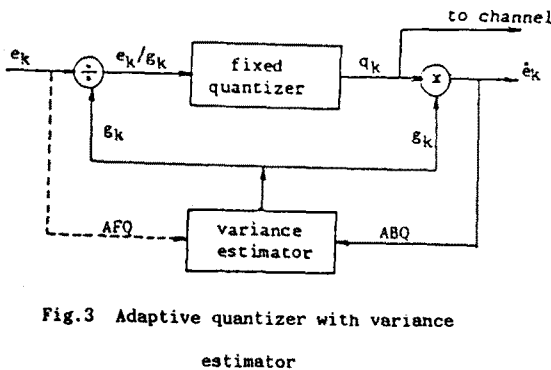 to channel
e_k
÷
e_k/g_k
fixed
quantizer
q_k
x
ė_k
g_k
g_k
AFQ
variance
estimator
ABQ
Fig.3 Adaptive quantizer with variance
estimator